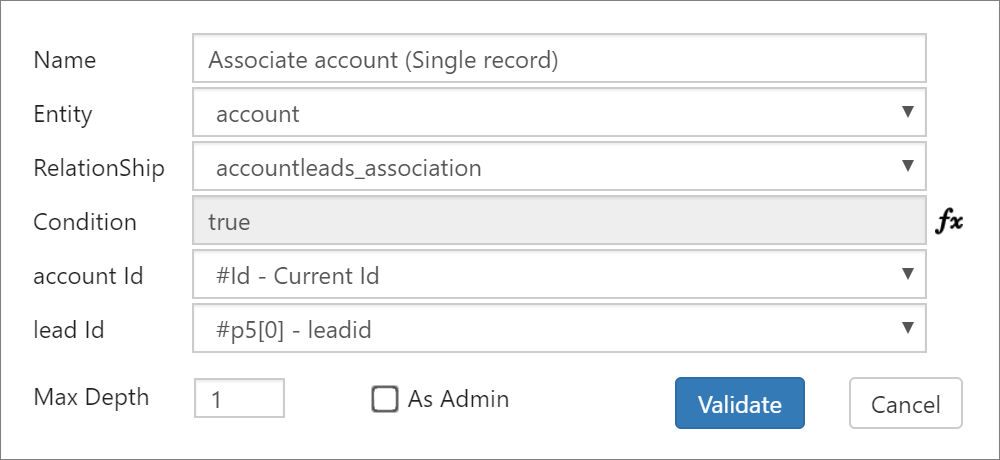 Name Associate account (Single record)
Entity account
RelationShip accountleads_association
Condition true fx
account Id #Id - Current Id
lead Id #p5[0] - leadid
Max Depth 1 As Admin Validate Cancel